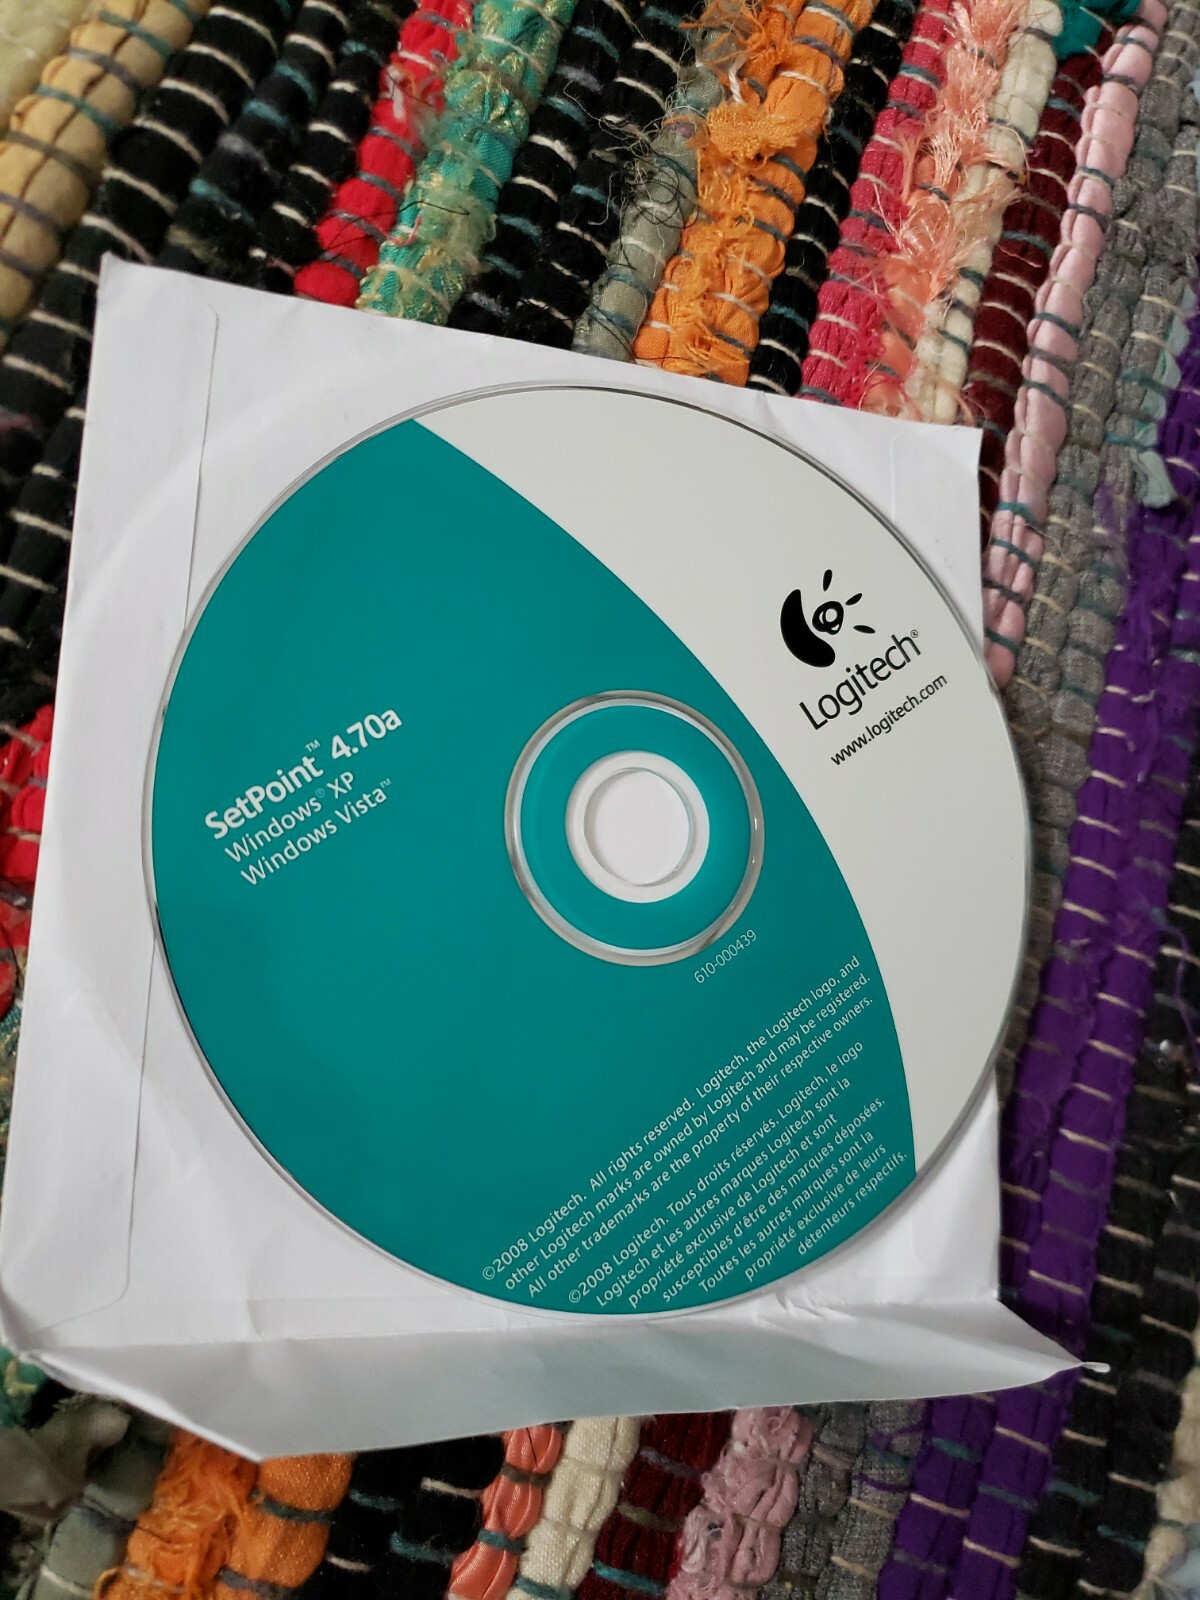 Logitech®
www.logitech.com
SetPoint™ 4.70a
Windows® XP
Windows Vista™
610-000439
©2008 Logitech. All rights reserved. Logitech, the Logitech logo, and
other Logitech marks are owned by Logitech and may be registered.
All other trademarks are the property of their respective owners.
©2008 Logitech. Tous droits réservés. Logitech, le logo
Logitech et les autres marques Logitech sont la
propriété exclusive de Logitech et sont
susceptibles d'être des marques déposées.
Toutes les autres marques sont la
propriété exclusive de leurs
détenteurs respectifs.